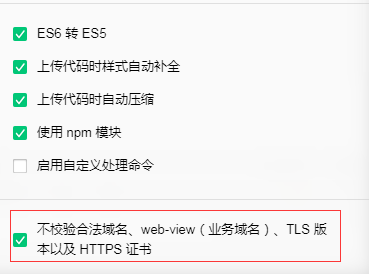 ES6 转 ES5
上传代码时样式自动补全
上传代码时自动压缩
使用 npm 模块
启用自定义处理命令
不校验合法域名、web-view（业务域名）、TLS 版
本以及 HTTPS 证书